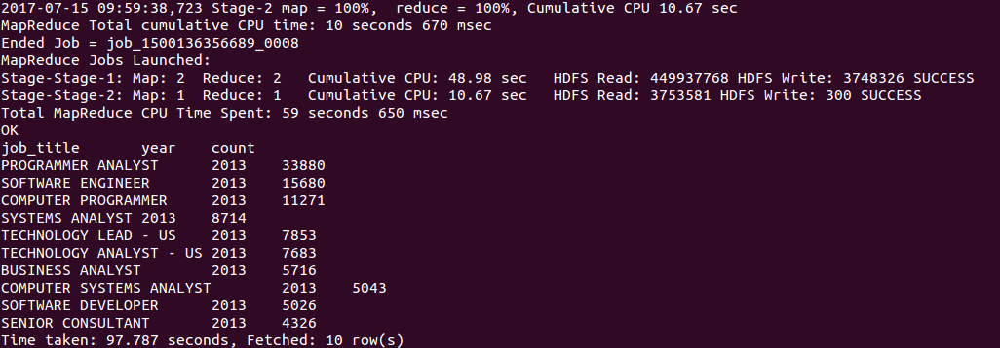 2017-07-15 09:59:38,723 Stage-2 map = 100%,  reduce = 100%, Cumulative CPU 10.67 sec
MapReduce Total cumulative CPU time: 10 seconds 670 msec
Ended Job = job_1500136356689_0008
MapReduce Jobs Launched:
Stage-Stage-1: Map: 2  Reduce: 2   Cumulative CPU: 48.98 sec   HDFS Read: 449937768 HDFS Write: 3748326 SUCCESS
Stage-Stage-2: Map: 1  Reduce: 1   Cumulative CPU: 10.67 sec   HDFS Read: 3753581 HDFS Write: 300 SUCCESS
Total MapReduce CPU Time Spent: 59 seconds 650 msec
OK
job_title       year    count
PROGRAMMER ANALYST      2013    33880
SOFTWARE ENGINEER       2013    15680
COMPUTER PROGRAMMER     2013    11271
SYSTEMS ANALYST 2013    8714
TECHNOLOGY LEAD - US    2013    7853
TECHNOLOGY ANALYST - US 2013    7683
BUSINESS ANALYST        2013    5716
COMPUTER SYSTEMS ANALYST        2013    5043
SOFTWARE DEVELOPER      2013    5026
SENIOR CONSULTANT       2013    4326
Time taken: 97.787 seconds, Fetched: 10 row(s)